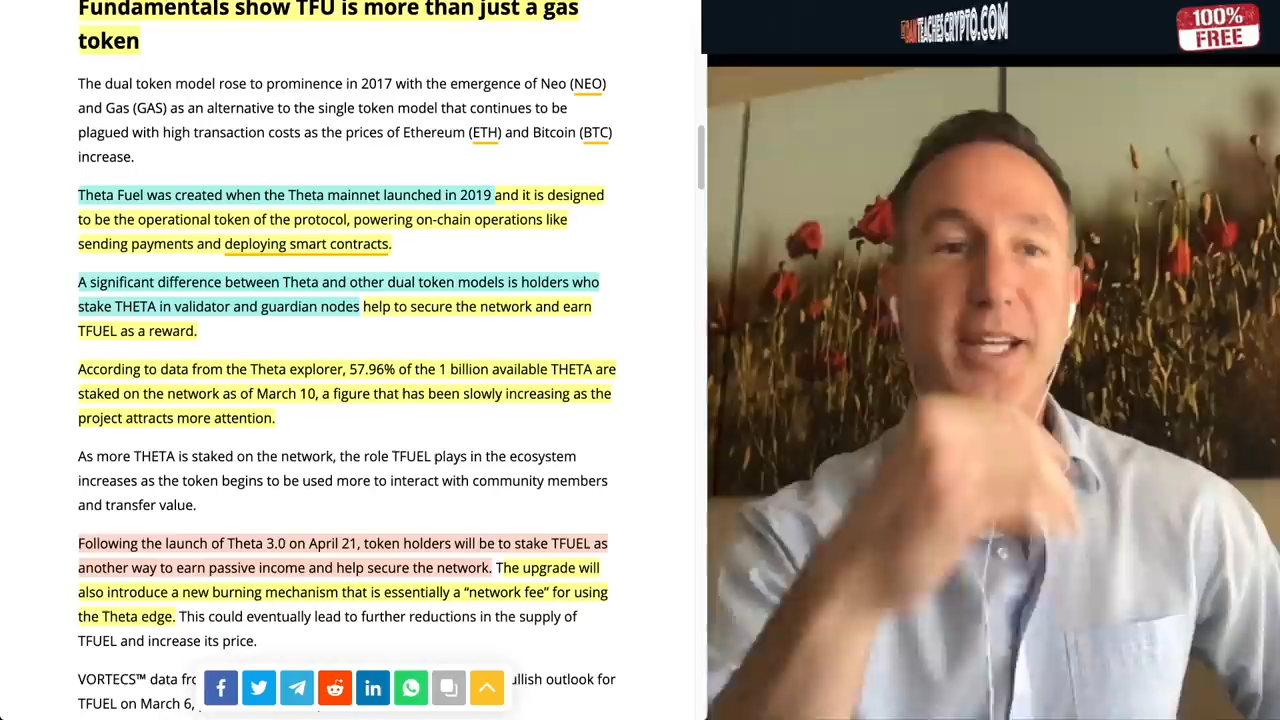 Fundamentals show TFU is more than just a gas
token
The dual token model rose to prominence in 2017 with the emergence of Neo (NEO)
and Gas (GAS) as an alternative to the single token model that continues to be
plagued with high transaction costs as the prices of Ethereum (ETH) and Bitcoin (BTC)
increase.
Theta Fuel was created when the Theta mainnet launched in 2019 and it is designed
to be the operational token of the protocol, powering on-chain operations like
sending payments and deploying smart contracts.
A significant difference between Theta and other dual token models is holders who
stake THETA in validator and guardian nodes help to secure the network and earn
TFUEL as a reward.
According to data from the Theta explorer, 57.96% of the 1 billion available THETA are
staked on the network as of March 10, a figure that has been slowly increasing as the
project attracts more attention.
As more THETA is staked on the network, the role TFUEL plays in the ecosystem
increases as the token begins to be used more to interact with community members
and transfer value.
Following the launch of Theta 3.0 on April 21, token holders will be to stake TFUEL as
another way to earn passive income and help secure the network. The upgrade will
also introduce a new burning mechanism that is essentially a “network fee” for using
the Theta edge. This could eventually lead to further reductions in the supply of
TFUEL and increase its price.
VORTECS™ data outlook for
TFUEL on March 6,
TEACHESCRYPTO.COM
100%
FREE